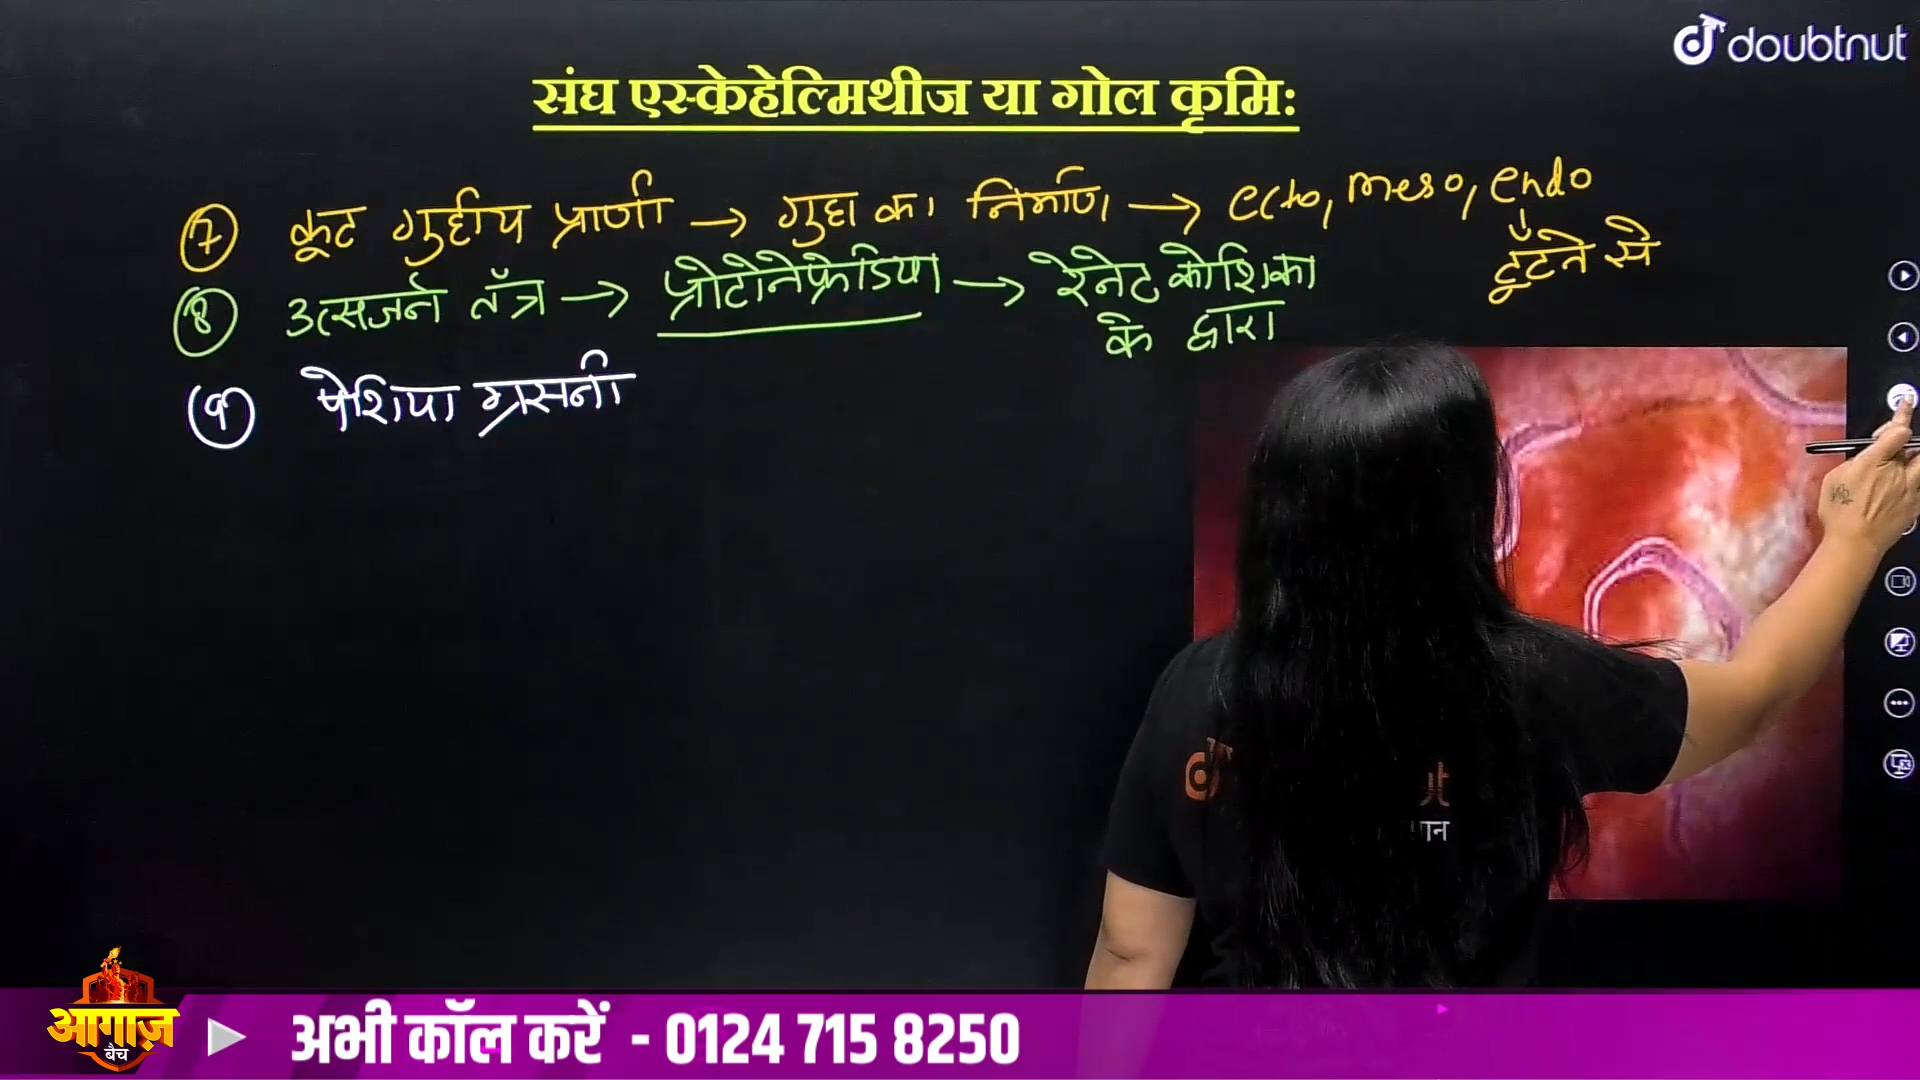 doubtnut
संघ एस्केहेल्मिथीज या गोल कृमि:
7 कूट गुहीय प्राणी → गुहा का निर्माण → ecto, meso, endo
टूटने से
8 उत्सर्जन तंत्र → प्रोटोनेफ्रेडिया → रेनेट कोशिका
के द्वारा
9 पेशिया ग्रसनी
आगाज़
बैच
अभी कॉल करें - 0124 715 8250